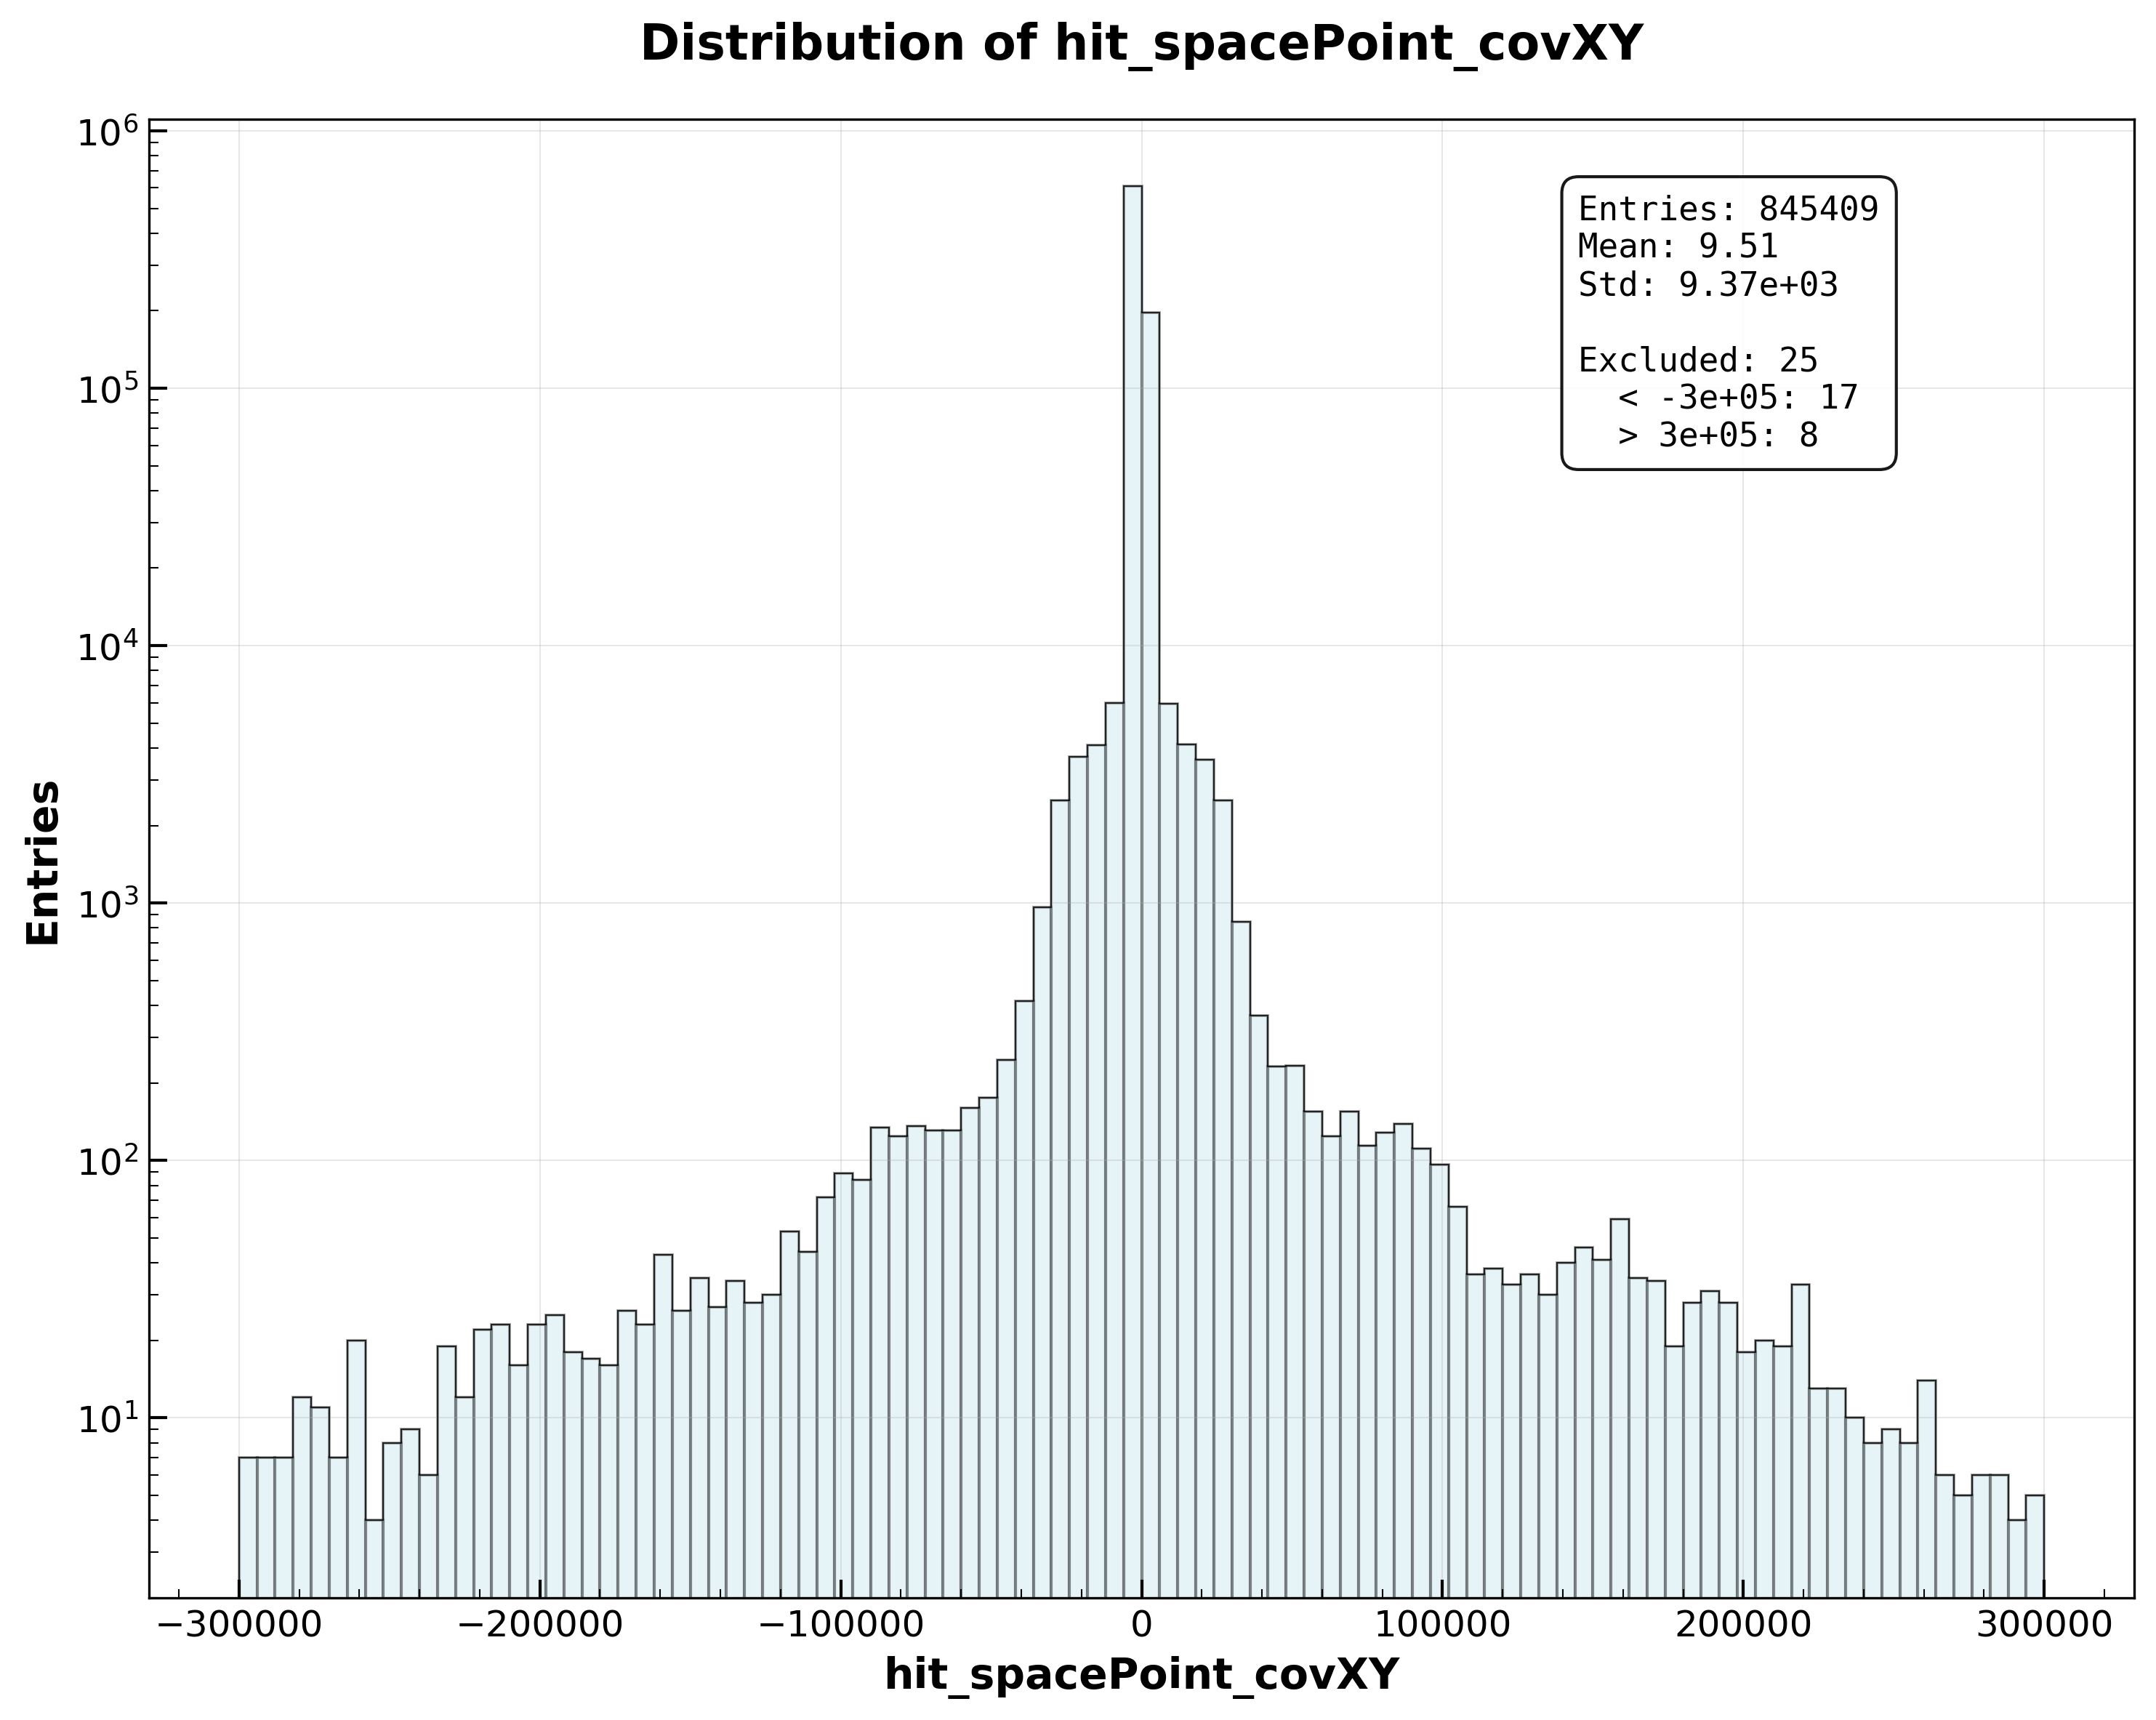 Distribution of hit_spacePoint_covXY
10^6
10^5
10^4
10^3
10^2
10^1
Entries
Entries: 845409
Mean: 9.51
Std: 9.37e+03
Excluded: 25
< -3e+05: 17
> 3e+05: 8
−300000 −200000 −100000 0 100000 200000 300000
hit_spacePoint_covXY